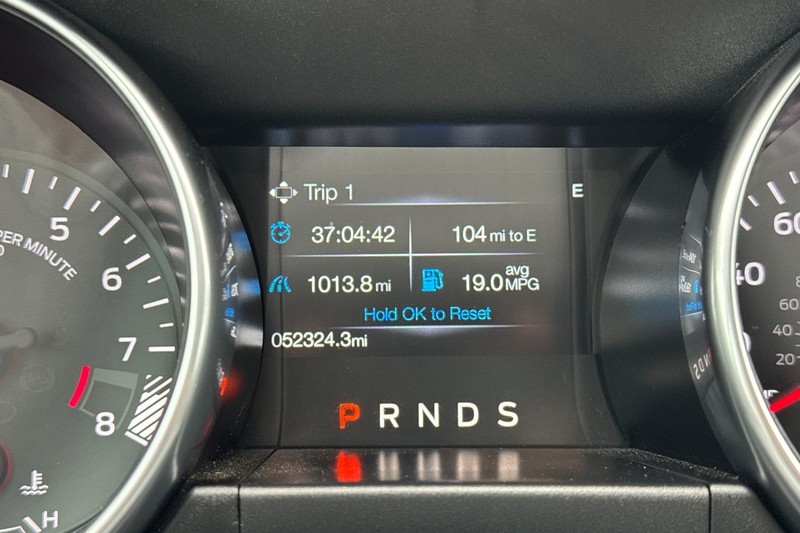 Trip 1
E
37:04:42
104 mi to E
1013.8 mi
19.0 avg MPG
Hold OK to Reset
052324.3mi
P R N D S
PER MINUTE
5
6
7
8
H
60
40
40
20